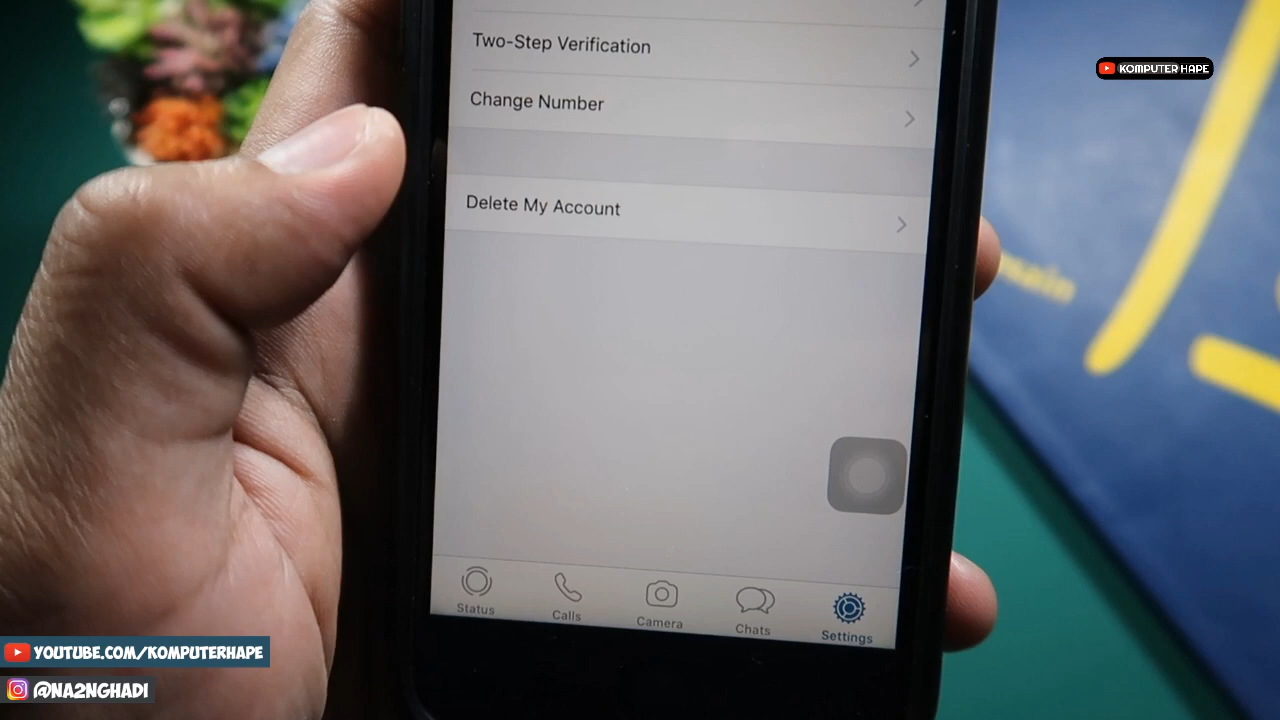 Two-Step Verification
KOMPUTER HAPE
Change Number
Delete My Account
Status
Calls
Camera
Chats
Settings
YOUTUBE.COM/KOMPUTERHAPE
@NA2NGHADI